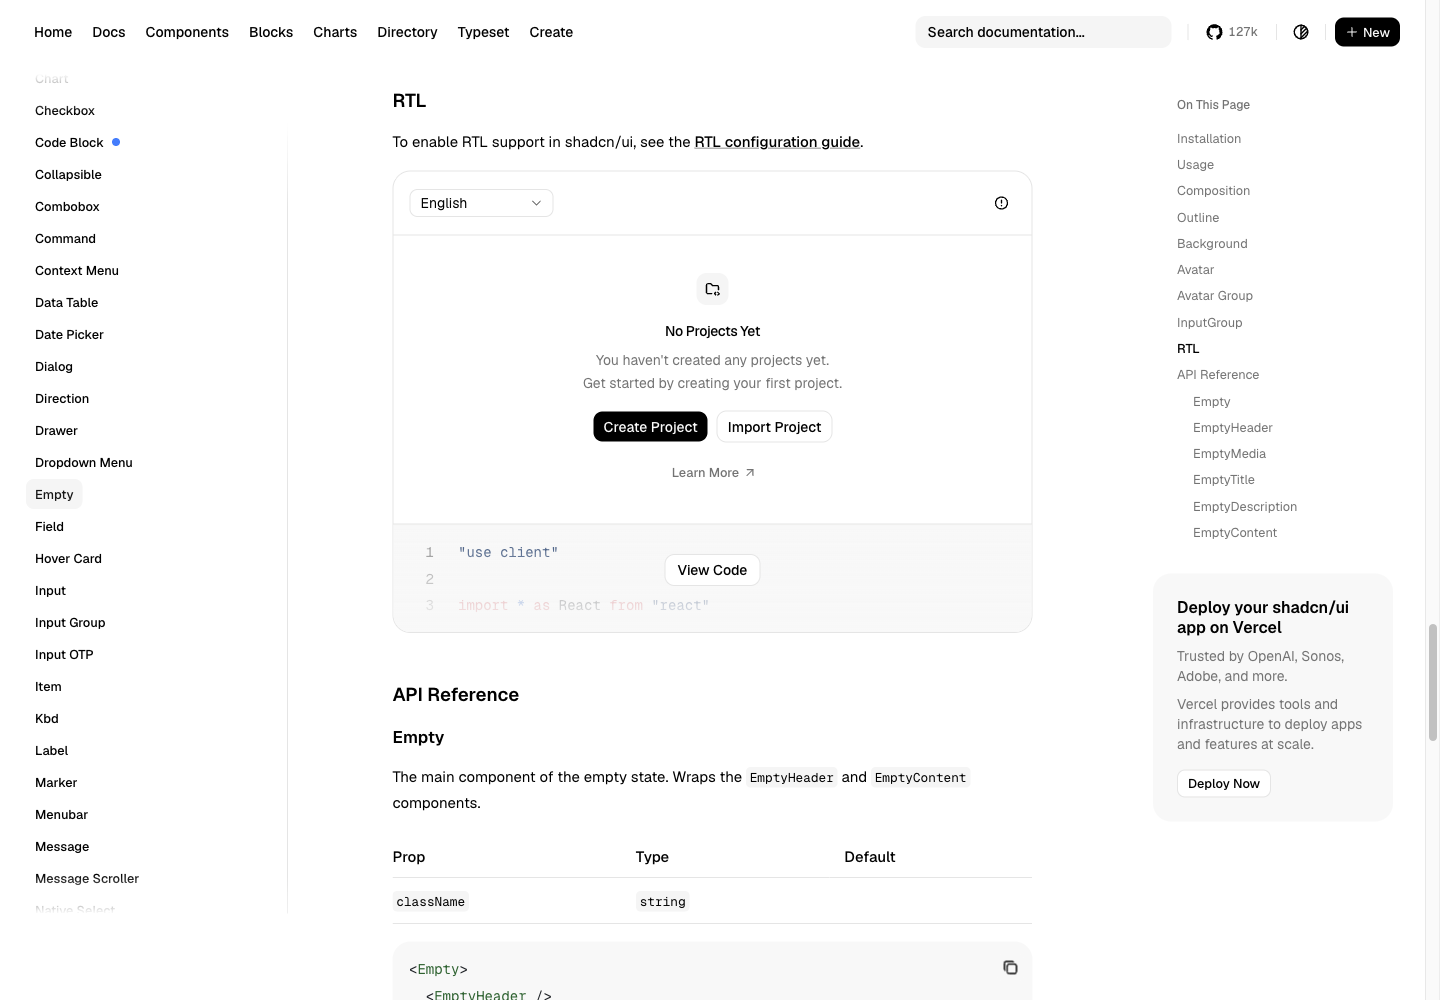 Home Docs Components Blocks Charts Directory Typeset Create
Search documentation...
127k
New
Chart
Checkbox
Code Block
Collapsible
Combobox
Command
Context Menu
Data Table
Date Picker
Dialog
Direction
Drawer
Dropdown Menu
Empty
Field
Hover Card
Input
Input Group
Input OTP
Item
Kbd
Label
Marker
Menubar
Message
Message Scroller
Native Select
RTL
To enable RTL support in shadcn/ui, see the RTL configuration guide.
English
No Projects Yet
You haven't created any projects yet.
Get started by creating your first project.
Create Project Import Project
Learn More
1 "use client"
2
View Code
3 import * as React from "react"
API Reference
Empty
The main component of the empty state. Wraps the EmptyHeader and EmptyContent
components.
Prop Type Default
className string
<Empty>
<EmptyHeader />
On This Page
Installation
Usage
Composition
Outline
Background
Avatar
Avatar Group
InputGroup
RTL
API Reference
Empty
EmptyHeader
EmptyMedia
EmptyTitle
EmptyDescription
EmptyContent
Deploy your shadcn/ui
app on Vercel
Trusted by OpenAI, Sonos,
Adobe, and more.
Vercel provides tools and
infrastructure to deploy apps
and features at scale.
Deploy Now